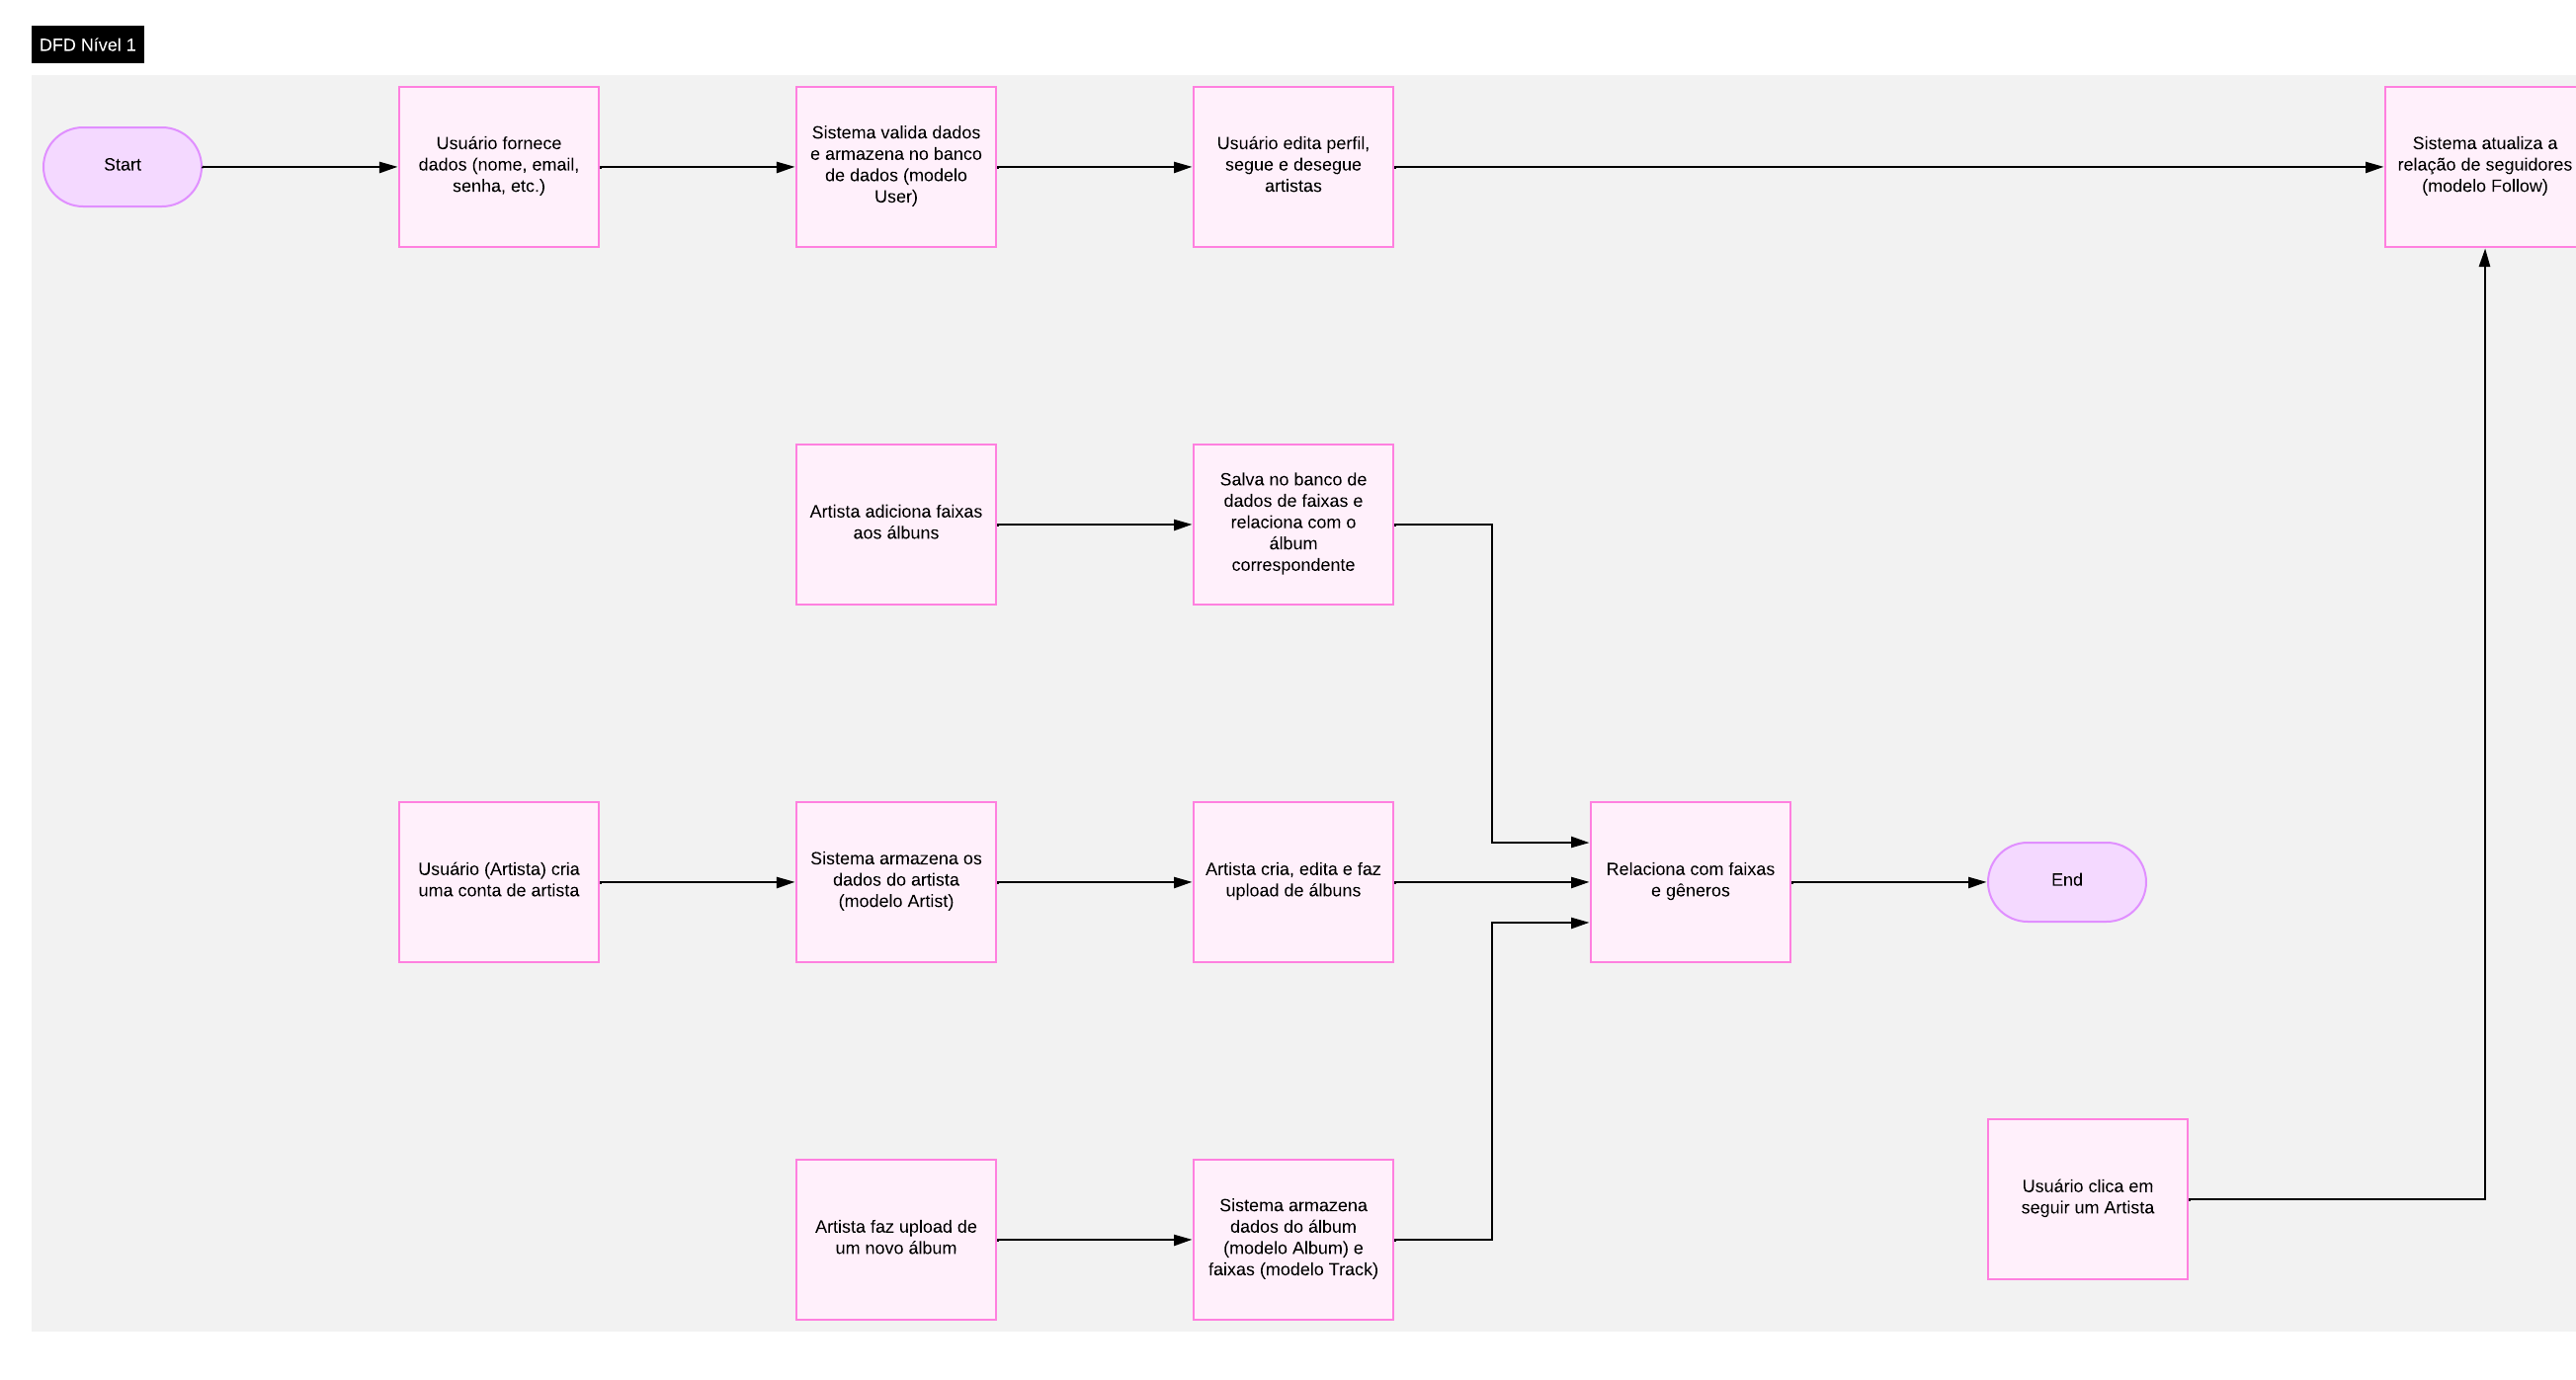 DFD Nível 1
Start
Usuário fornece
dados (nome, email,
senha, etc.)
Sistema valida dados
e armazena no banco
de dados (modelo
User)
Usuário edita perfil,
segue e desegue
artistas
Sistema atualiza a
relação de seguidores
(modelo Follow)
Artista adiciona faixas
aos álbuns
Salva no banco de
dados de faixas e
relaciona com o
álbum
correspondente
Usuário (Artista) cria
uma conta de artista
Sistema armazena os
dados do artista
(modelo Artist)
Artista cria, edita e faz
upload de álbuns
Relaciona com faixas
e gêneros
End
Artista faz upload de
um novo álbum
Sistema armazena
dados do álbum
(modelo Album) e
faixas (modelo Track)
Usuário clica em
seguir um Artista